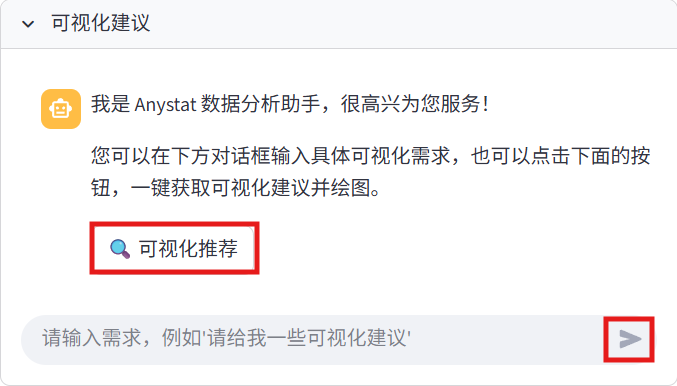 可视化建议
我是 Anystat 数据分析助手，很高兴为您服务！
您可以在下方对话框输入具体可视化需求，也可以点击下面的按
钮，一键获取可视化建议并绘图。
可视化推荐
请输入需求，例如'请给我一些可视化建议'